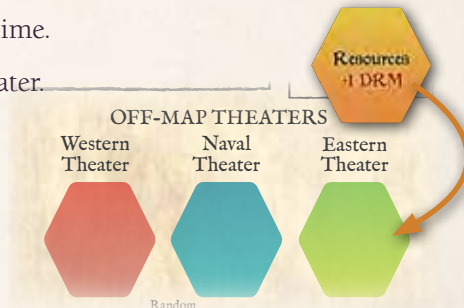 ime.
ater.
Resources
+1 DRM
OFF-MAP THEATERS
Western
Theater
Naval
Theater
Eastern
Theater
Random